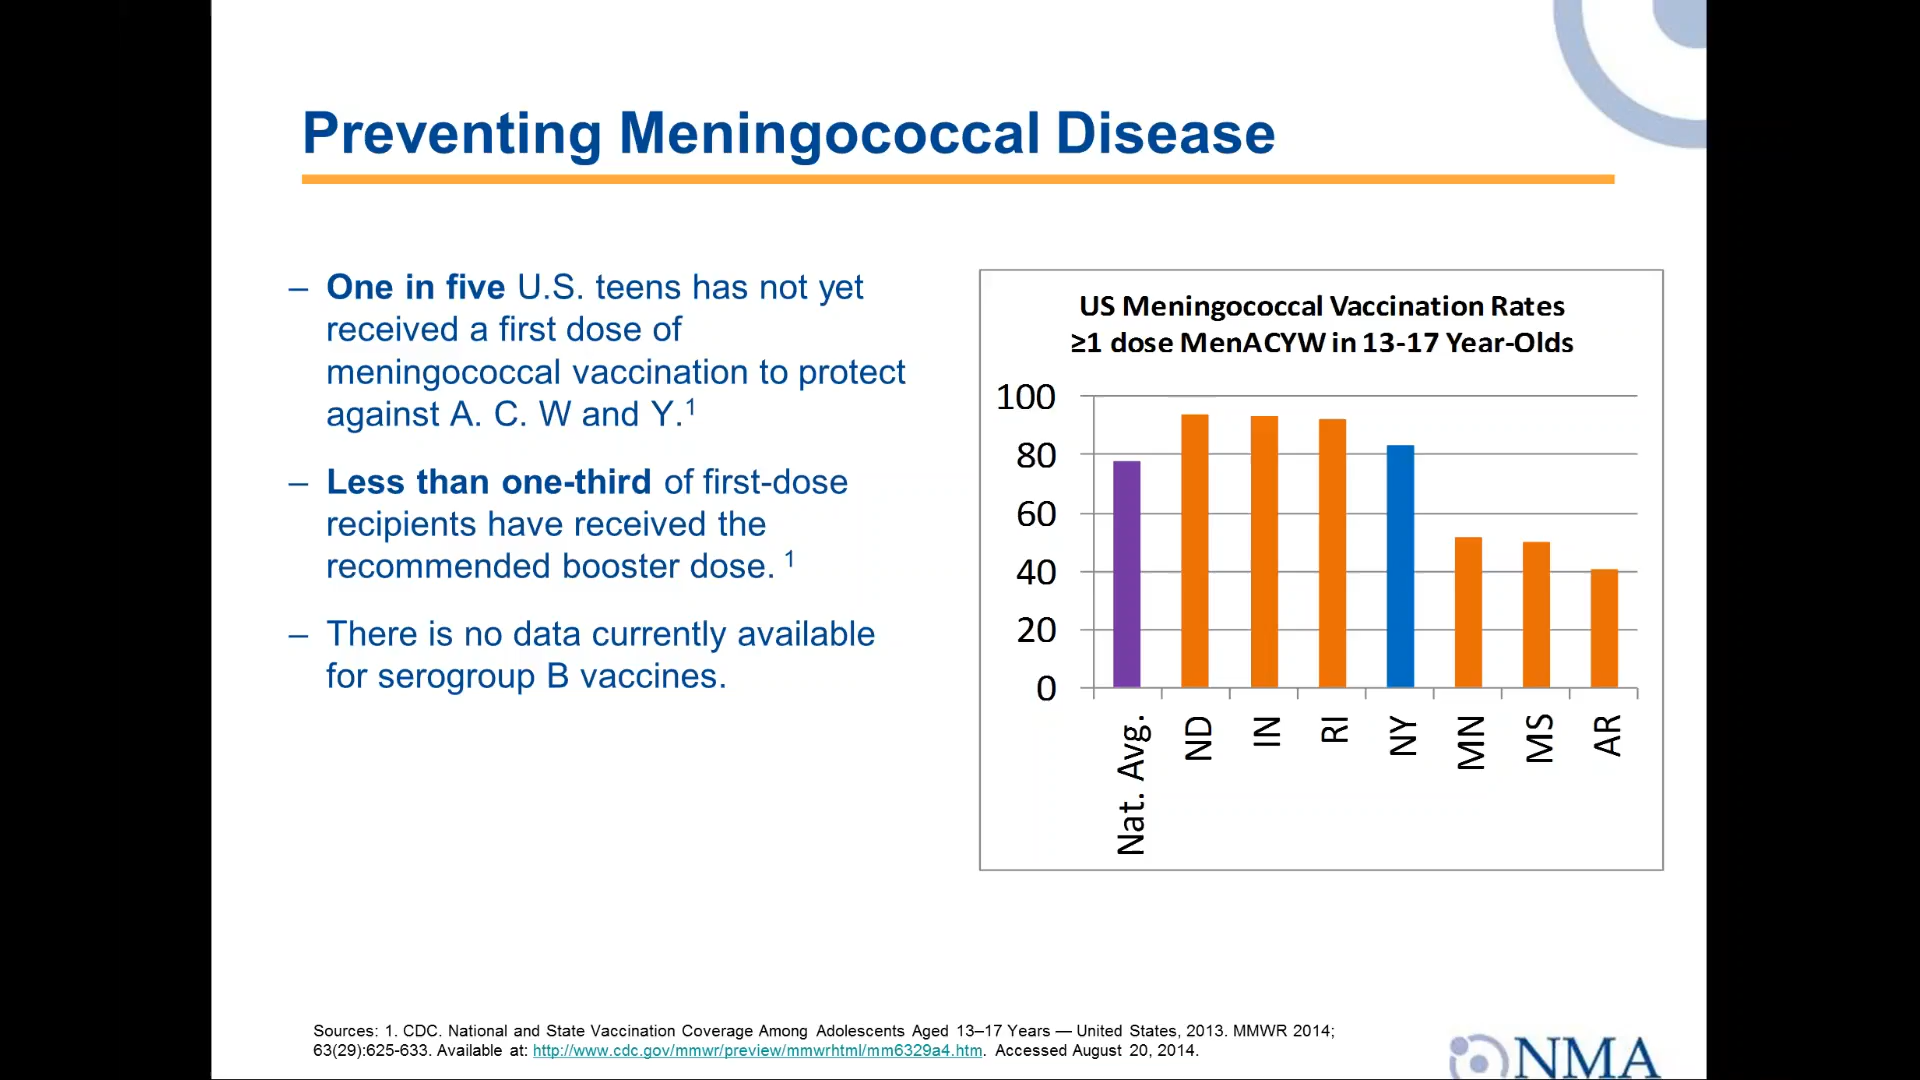 Preventing Meningococcal Disease
– One in five U.S. teens has not yet
received a first dose of
meningococcal vaccination to protect
against A. C. W and Y.1
– Less than one-third of first-dose
recipients have received the
recommended booster dose. 1
– There is no data currently available
for serogroup B vaccines.
US Meningococcal Vaccination Rates
≥1 dose MenACYW in 13-17 Year-Olds
100
80
60
40
20
0
Nat. Avg.
ND
IN
RI
NY
MN
MS
AR
Sources: 1. CDC. National and State Vaccination Coverage Among Adolescents Aged 13–17 Years — United States, 2013. MMWR 2014;
63(29):625-633. Available at: http://www.cdc.gov/mmwr/preview/mmwrhtml/mm6329a4.htm. Accessed August 20, 2014.
NMA